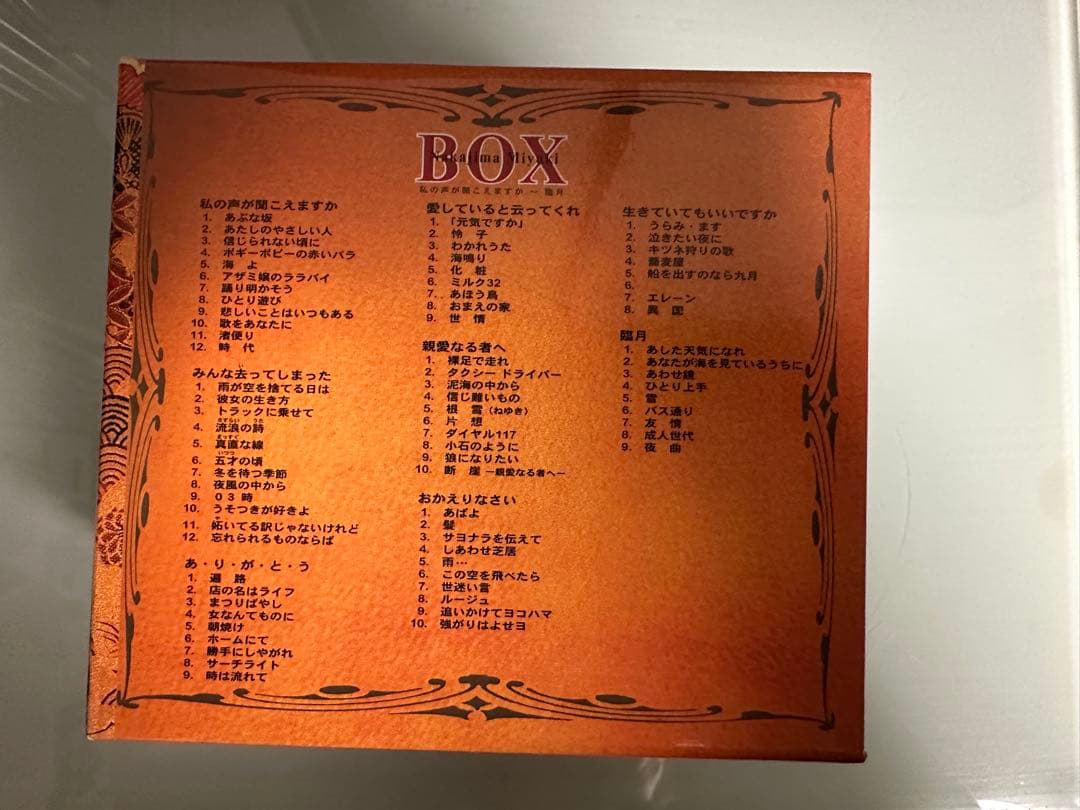 BOX
Nakajima Miyuki
私の声が聞こえますか ～ 臨月
私の声が聞こえますか
1. あぶな坂
2. あたしのやさしい人
3. 信じられない頃に
4. ボギーボビーの赤いバラ
5. 海 よ
6. アザミ嬢のララバイ
7. 踊り明かそう
8. ひとり遊び
9. 悲しいことはいつもある
10. 歌をあなたに
11. 渚便り
12. 時 代
みんな去ってしまった
1. 雨が空を捨てる日は
2. 彼女の生き方
3. トラックに乗せて
4. 流浪の詩
さすらい うた
5. 真直な線
まっすぐ
6. 五才の頃
いつつ
7. 冬を待つ季節
8. 夜風の中から
9. 03時
10. うそつきが好きよ
11. 妬いてる訳じゃないけれど
12. 忘れられるものならば
あ・り・が・と・う
1. 遍 路
2. 店の名はライフ
3. まつりばやし
4. 女なんてものに
5. 朝焼け
6. ホームにて
7. 勝手にしやがれ
8. サーチライト
9. 時は流れて
愛していると云ってくれ
1. 「元気ですか」
2. 怜 子
3. わかれうた
4. 海鳴り
5. 化 粧
6. ミルク32
7. あほう鳥
8. おまえの家
9. 世 情
親愛なる者へ
1. 裸足で走れ
2. タクシー ドライバー
3. 泥海の中から
4. 信じ難いもの
5. 根 雪（ねゆき）
6. 片 想
7. ダイヤル117
8. 小石のように
9. 狼になりたい
10. 断 崖 —親愛なる者へ—
おかえりなさい
1. あばよ
2. 髪
3. サヨナラを伝えて
4. しあわせ芝居
5. 雨…
6. この空を飛べたら
7. 世迷い言
8. ルージュ
9. 追いかけてヨコハマ
10. 強がりはよせヨ
生きていてもいいですか
1. うらみ・ます
2. 泣きたい夜に
3. キツネ狩りの歌
4. 蕎麦屋
5. 船を出すのなら九月
6.
7. エレーン
8. 異 国
臨月
1. あした天気になれ
2. あなたが海を見ているうちに
3. あわせ鏡
4. ひとり上手
5. 雪
6. バス通り
7. 友 情
8. 成人世代
9. 夜 曲